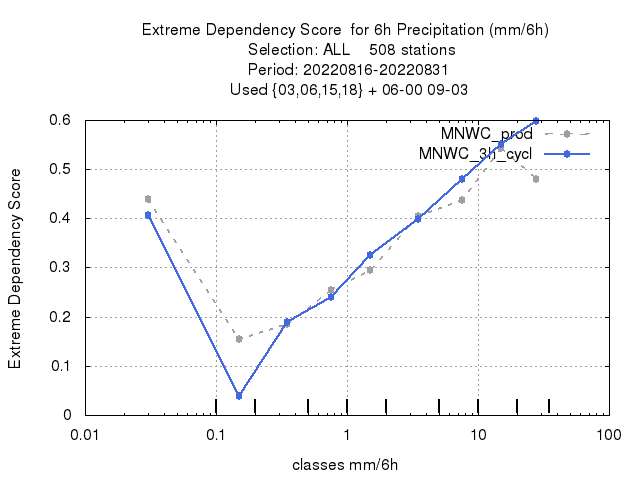 Extreme Dependency Score  for 6h Precipitation (mm/6h)
Selection: ALL    508 stations
Period: 20220816-20220831
Used {03,06,15,18} + 06-00 09-03
MNWC_prod
MNWC_3h_cycl
Extreme Dependency Score
0.6
0.5
0.4
0.3
0.2
0.1
0
0.01
0.1
1
10
100
classes mm/6h